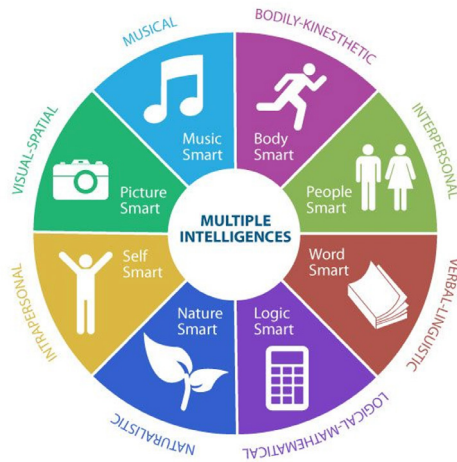 MUSICAL
BODILY-KINESTHETIC
VISUAL-SPATIAL
INTERPERSONAL
Music
Smart
Body
Smart
Picture
Smart
People
Smart
MULTIPLE
INTELLIGENCES
Self
Smart
Word
Smart
Nature
Smart
Logic
Smart
INTRAPERSONAL
VERBAL-LINGUISTIC
NATURALISTIC
LOGICAL-MATHEMATICAL